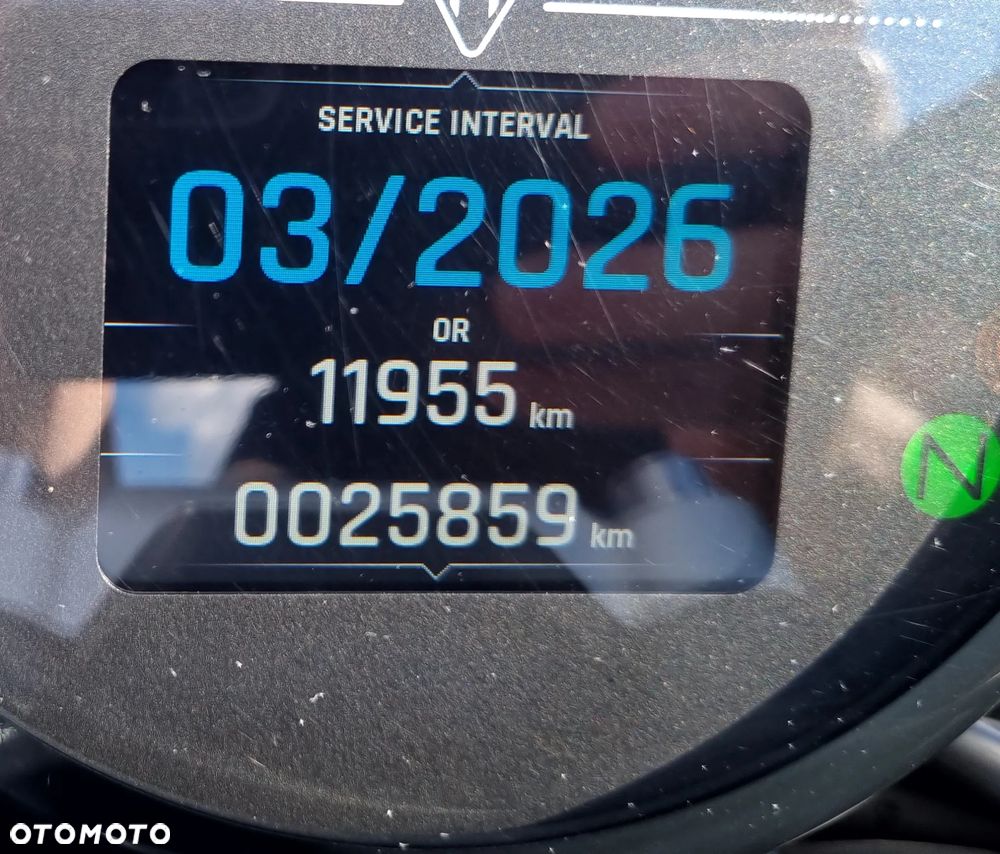 SERVICE INTERVAL
03/2026
OR
11955 km
0025859 km
N
OTOMOTO